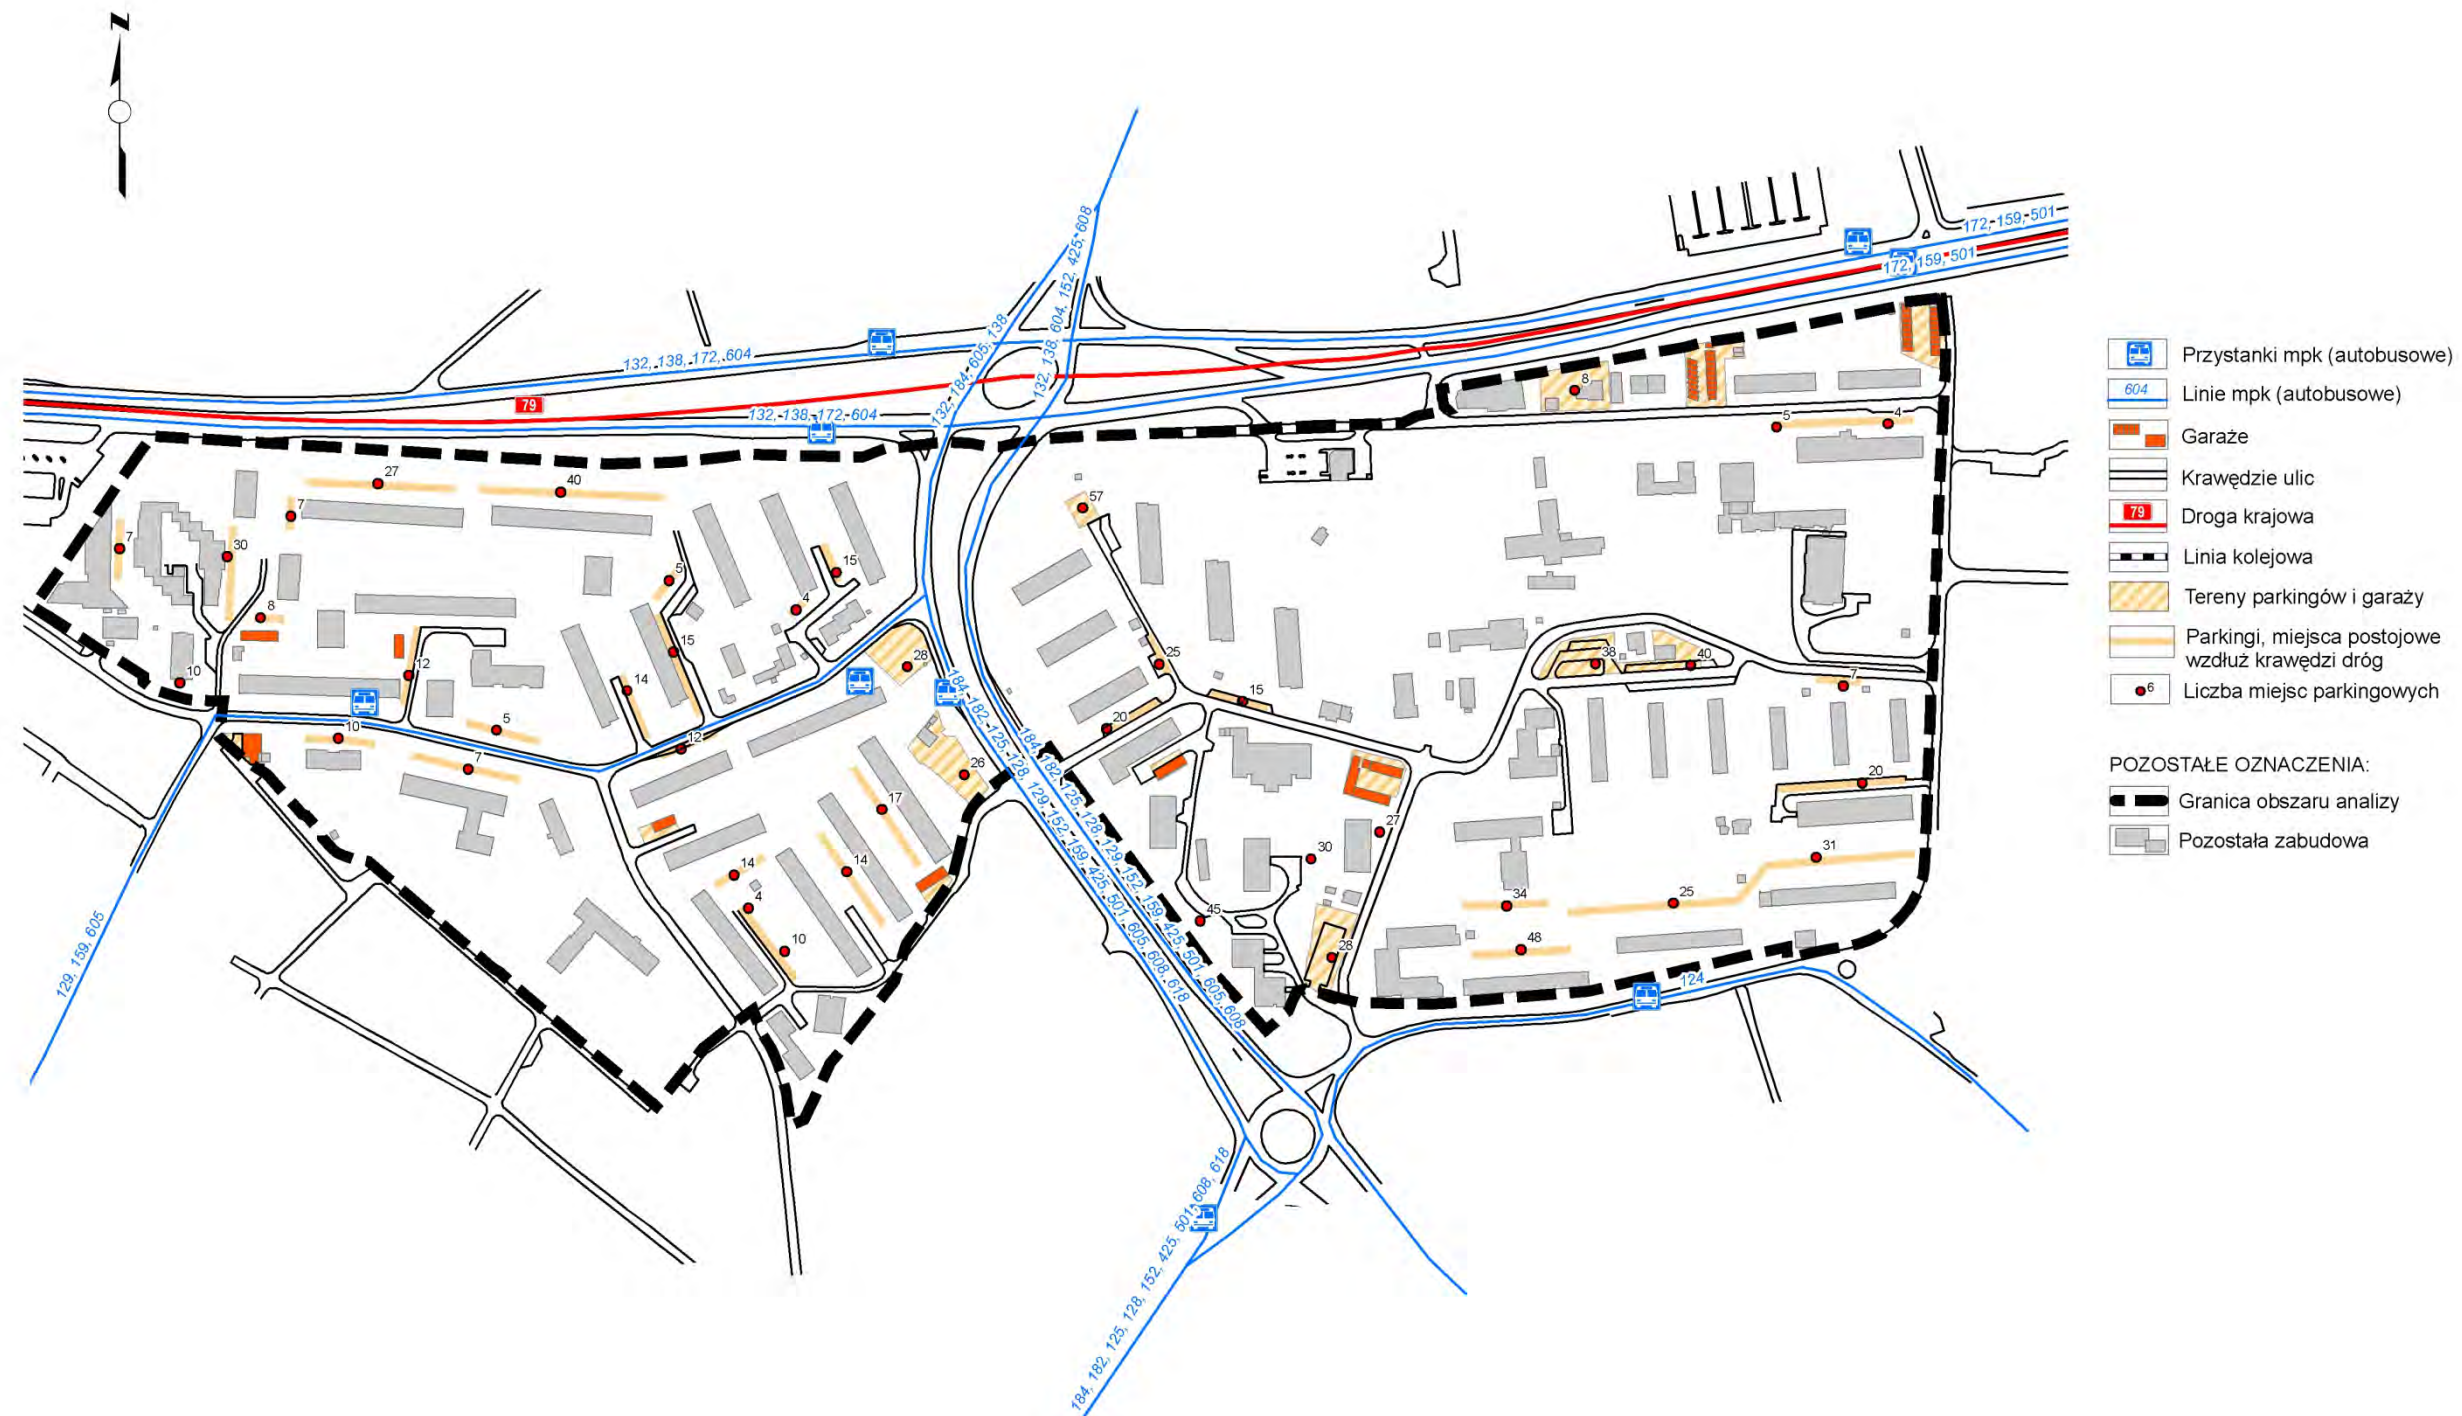 N
184, 182, 125, 128, 152, 425, 501, 608, 618
129, 159, 605
132, 138, 172, 604
79
132, 138, 172, 604
132, 184, 605, 138
132, 138, 604, 152, 425, 608
172, 159, 501
172, 159, 501
184, 182, 125, 128, 129, 152, 159, 425, 501, 605, 608, 618
184, 182, 125, 128, 129, 152, 159, 425, 501, 605, 608
124
8
5
4
27
40
7
7
30
57
15
5
4
8
15
12
10
14
28
25
38
40
7
15
20
5
10
12
7
26
20
17
27
30
31
14
14
4
34
25
45
10
48
28
604
Przystanki mpk (autobusowe)
Linie mpk (autobusowe)
Garaże
Krawędzie ulic
79
Droga krajowa
Linia kolejowa
Tereny parkingów i garaży
Parkingi, miejsca postojowe
wzdłuż krawędzi dróg
6
Liczba miejsc parkingowych
POZOSTAŁE OZNACZENIA:
Granica obszaru analizy
Pozostała zabudowa